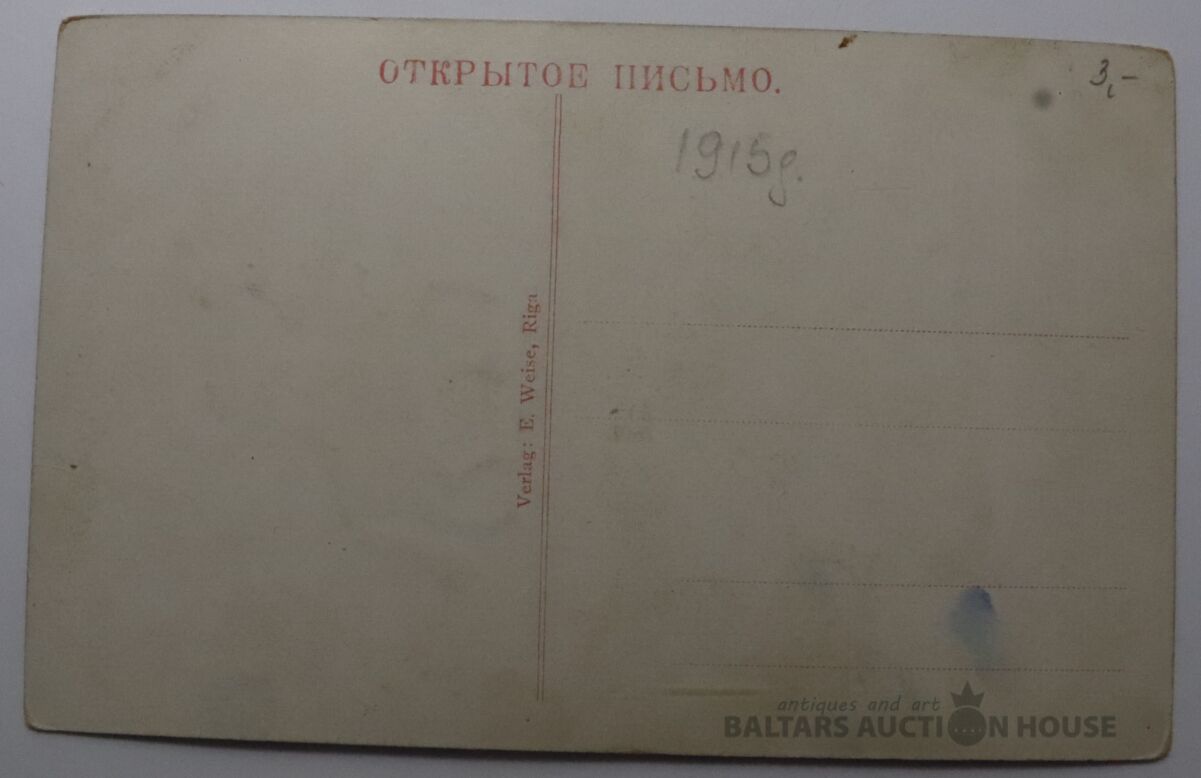 ОТКРЫТОЕ ПИСЬМО.
3,-
1915g.
Verlag: E. Weise, Riga
antiques and art
BALTARS AUCTION HOUSE